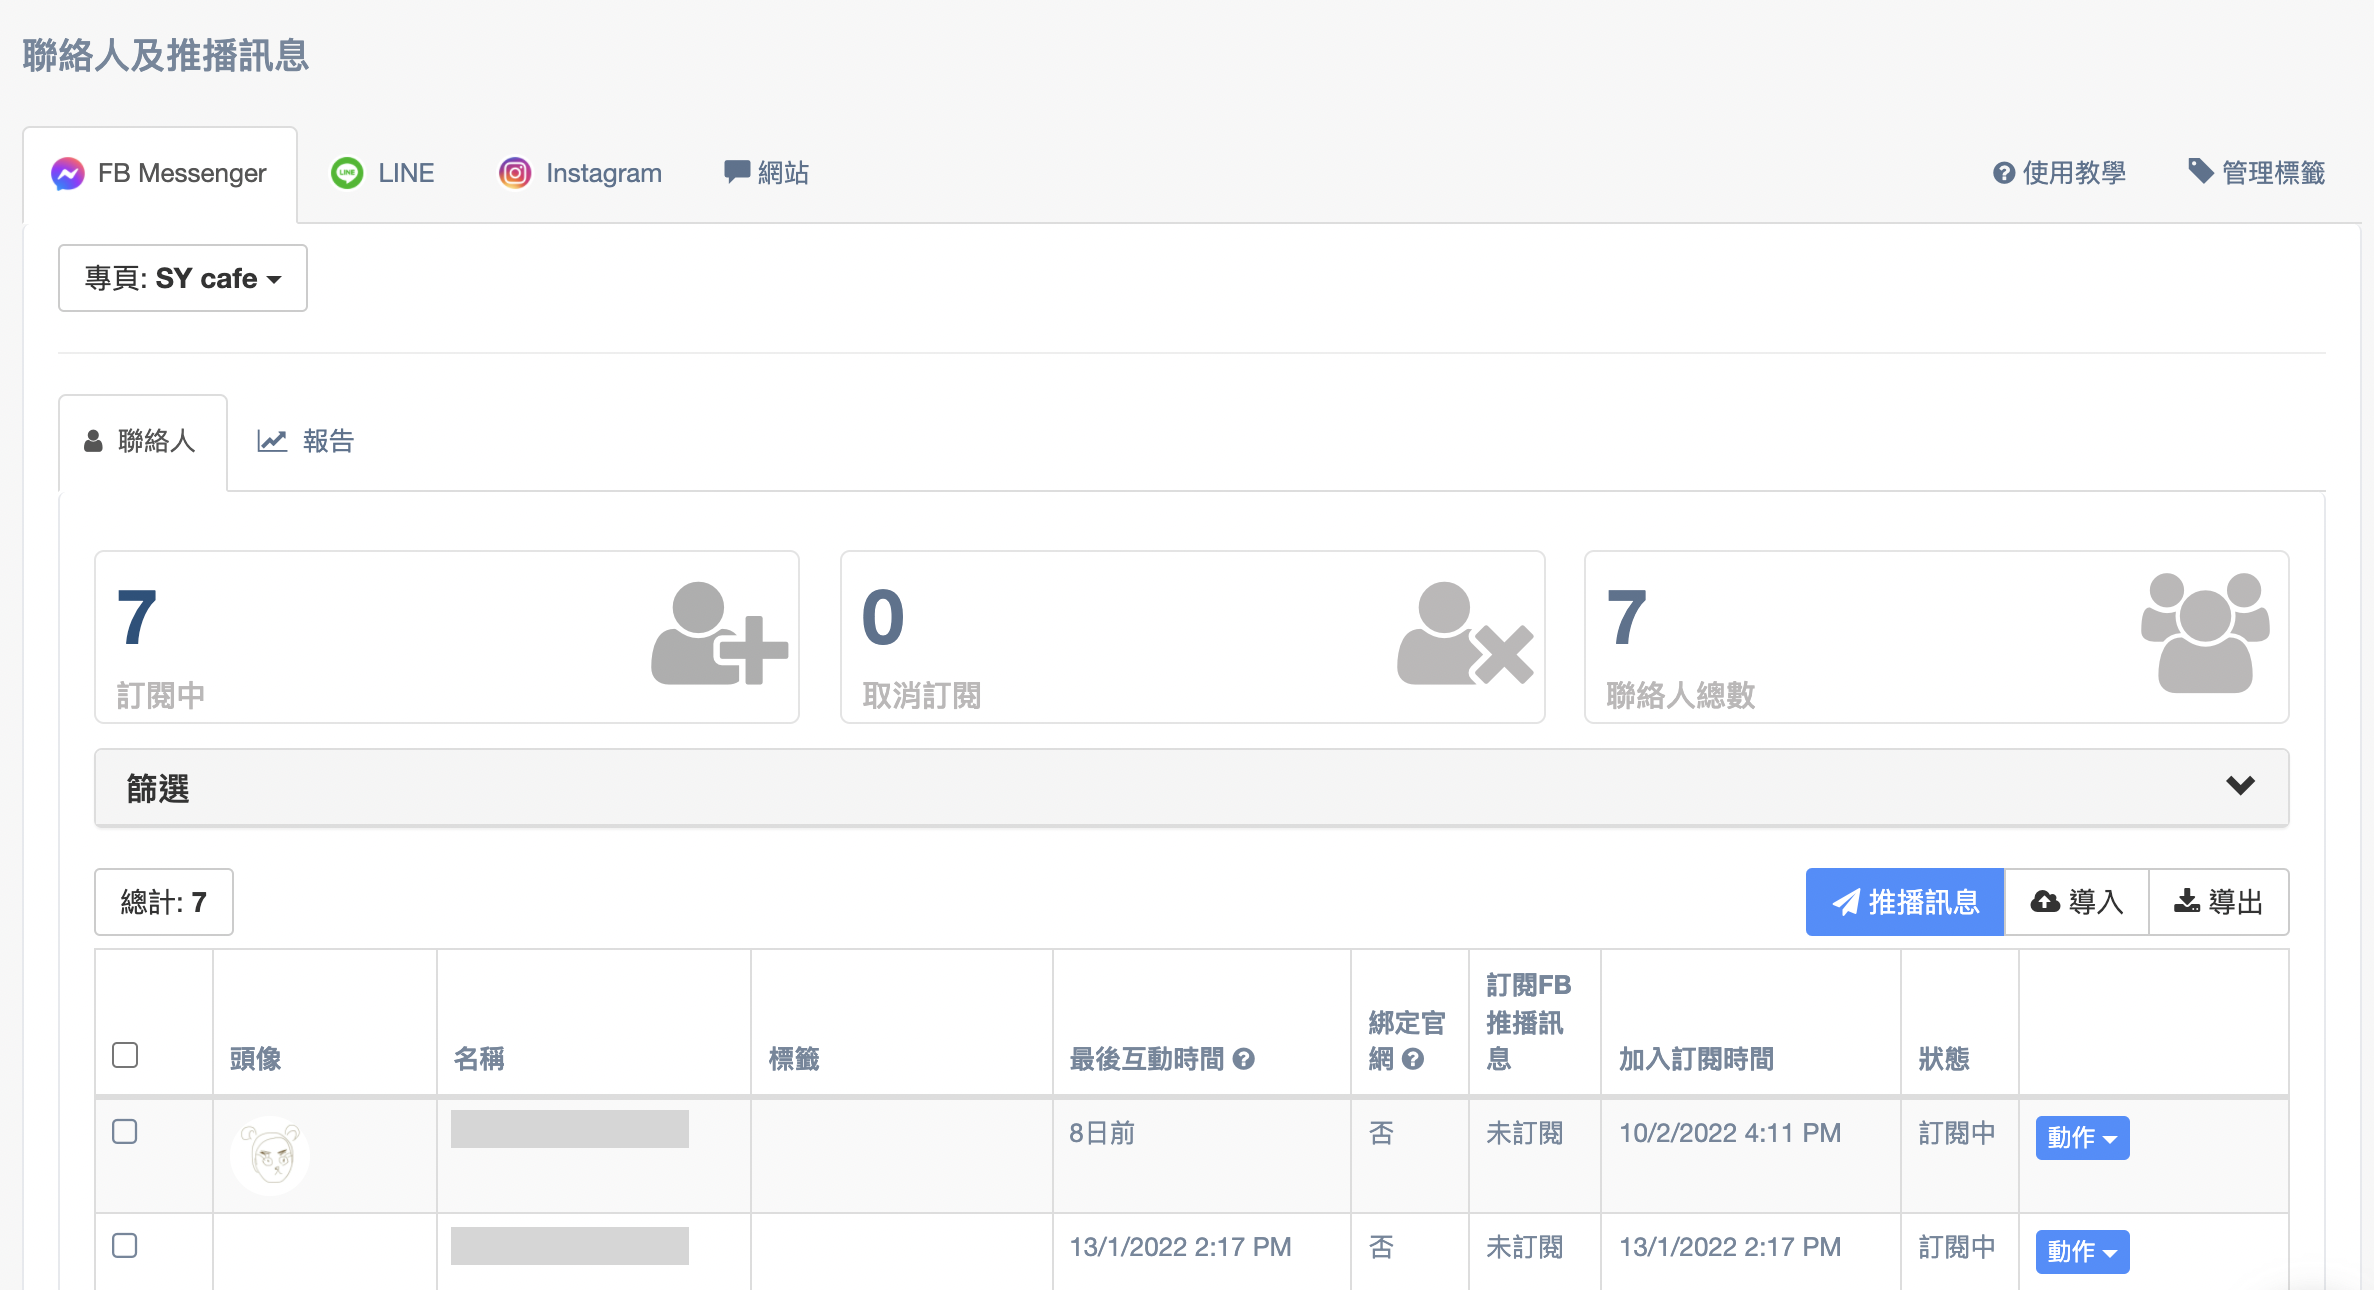 聯絡人及推播訊息
FB Messenger
LINE
Instagram
網站
使用教學
管理標籤
專頁: SY cafe
聯絡人
報告
7
訂閱中
0
取消訂閱
7
聯絡人總數
篩選
總計: 7
推播訊息
導入
導出
頭像
名稱
標籤
最後互動時間
綁定官
網
訂閱FB
推播訊
息
加入訂閱時間
狀態
8日前
否
未訂閱
10/2/2022 4:11 PM
訂閱中
動作
13/1/2022 2:17 PM
否
未訂閱
13/1/2022 2:17 PM
訂閱中
動作